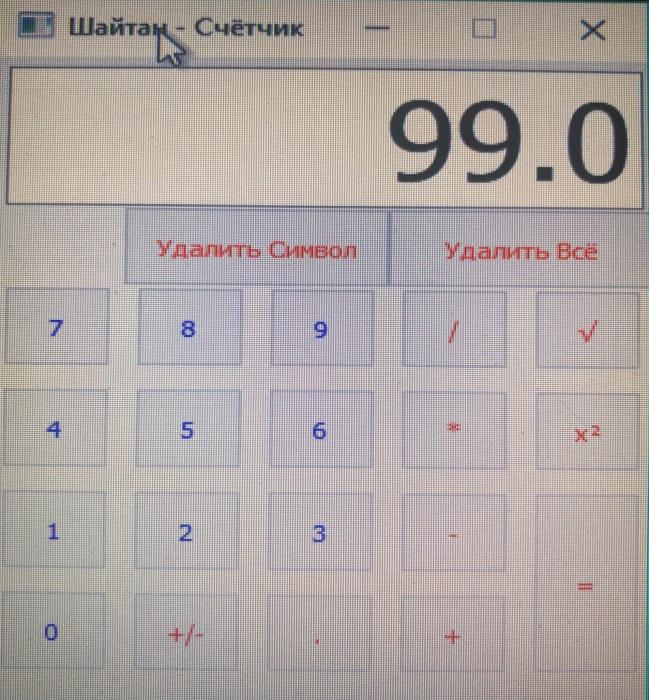 Шайтан - Счётчик
99.0
Удалить Символ Удалить Всё
7 8 9 / √
4 5 6 * x²
1 2 3 -
=
0 +/- . +